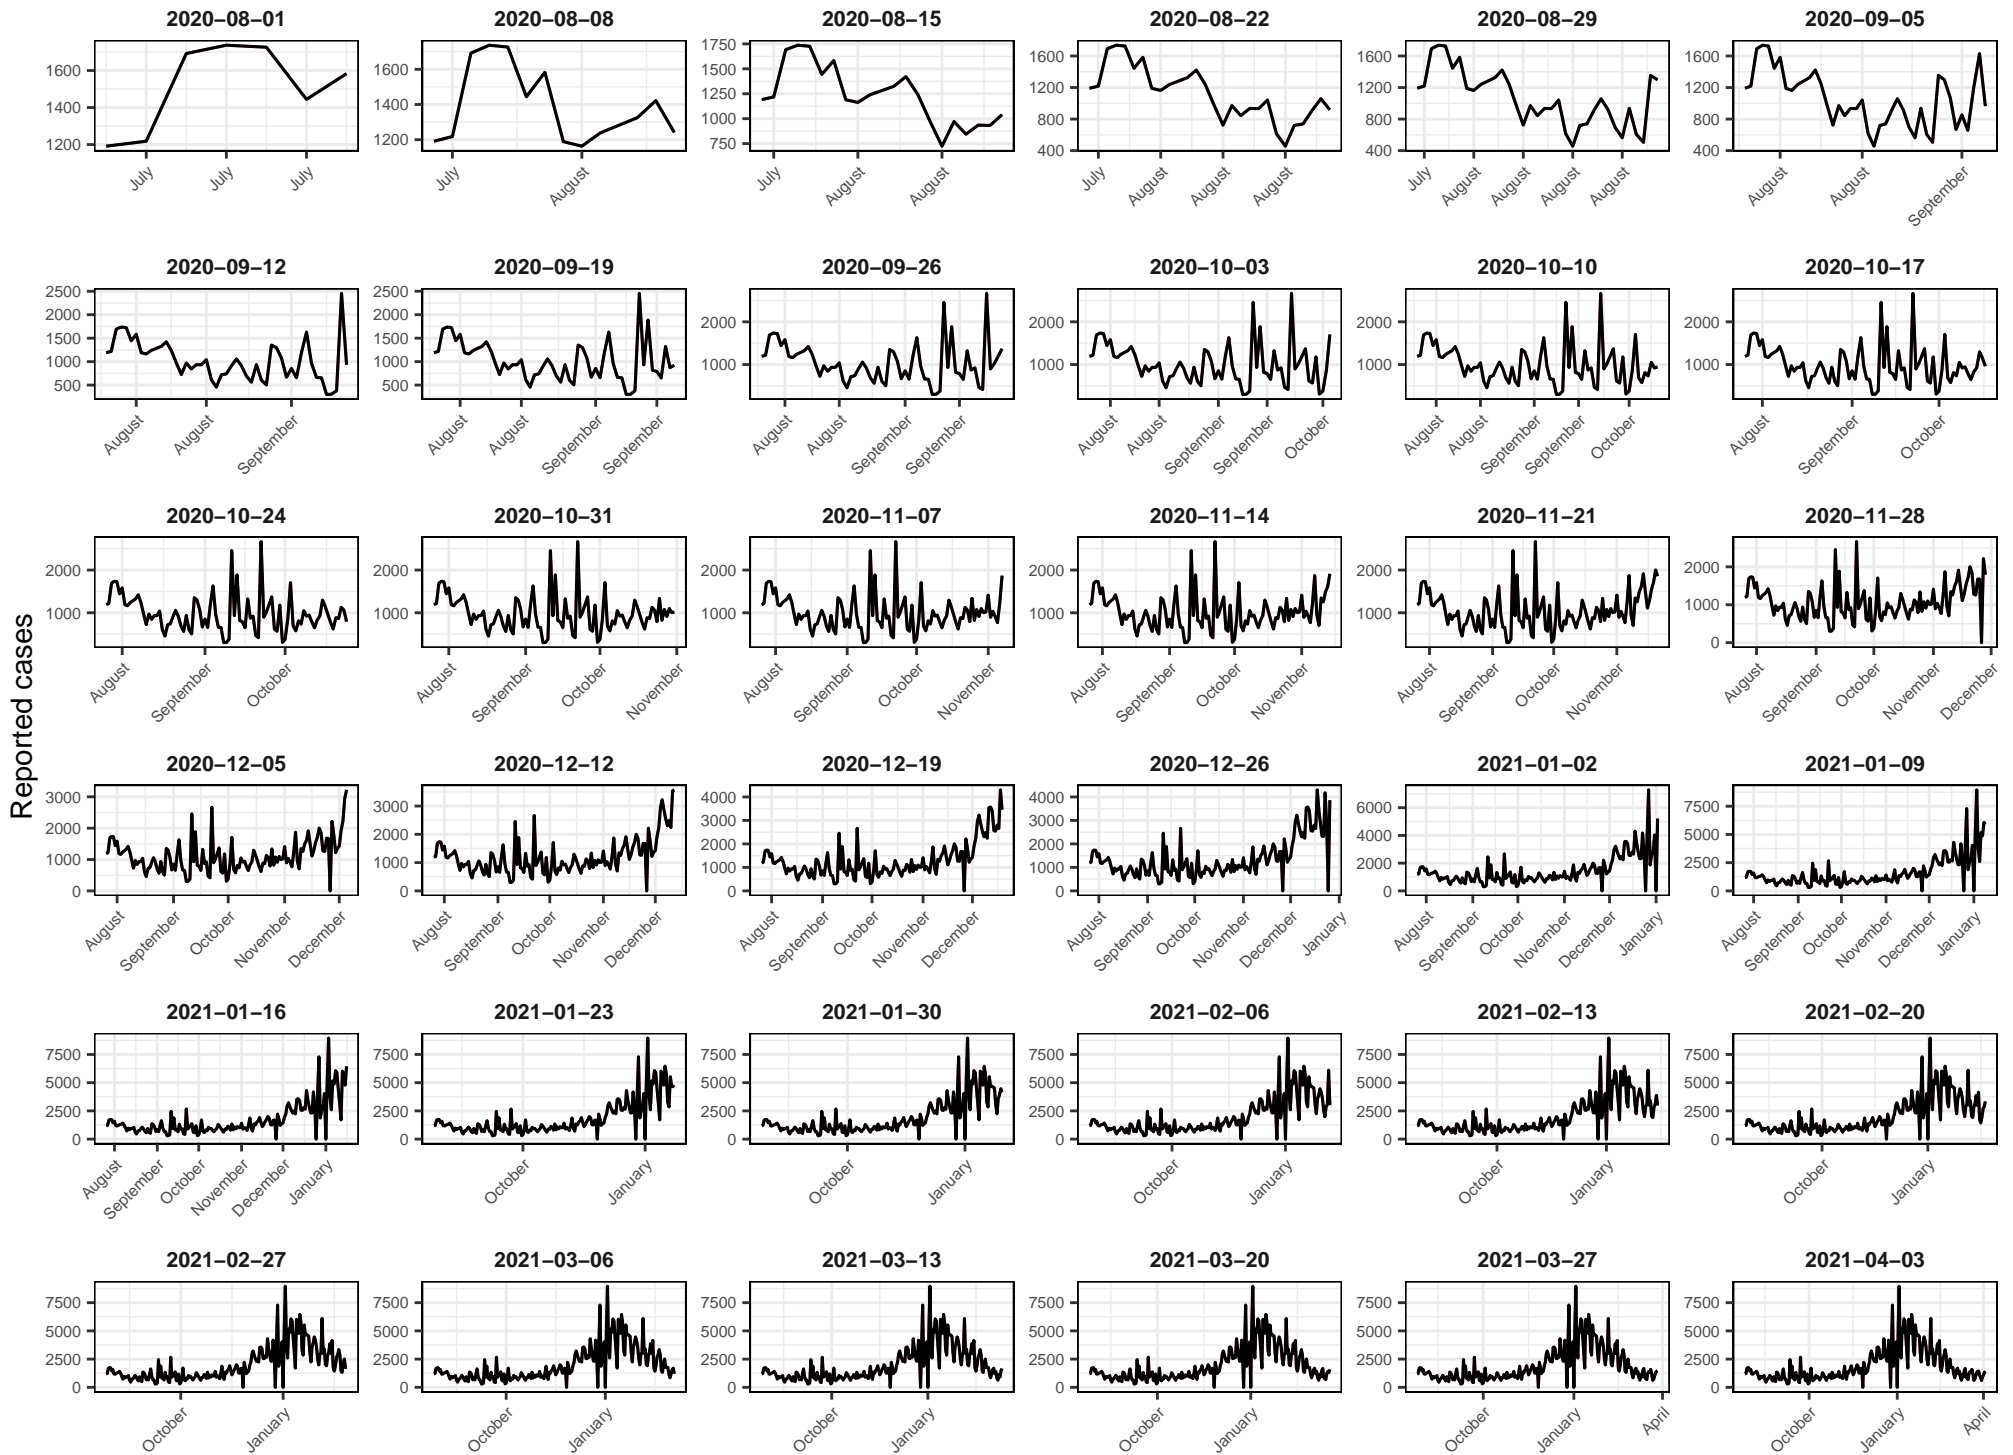 Reported cases
2020−08−01 2020−08−08 2020−08−15 2020−08−22 2020−08−29 2020−09−05
1600 1400 1200 1600 1400 1200 1750 1500 1250 1000 750 1600 1200 800 400 1600 1200 800 400 1600 1200 800 400
July July July July August July August August July August August August July August August August August August August September
2020−09−12 2020−09−19 2020−09−26 2020−10−03 2020−10−10 2020−10−17
2500 2000 1500 1000 500 2500 2000 1500 1000 500 2000 1000 2000 1000 2000 1000 2000 1000
August August September August August September September August August September September August August September September October August August September September October August September October
2020−10−24 2020−10−31 2020−11−07 2020−11−14 2020−11−21 2020−11−28
2000 1000 2000 1000 2000 1000 2000 1000 2000 1000 2000 1000 0
August September October August September October November August September October November August September October November August September October November August September October November December
2020−12−05 2020−12−12 2020−12−19 2020−12−26 2021−01−02 2021−01−09
3000 2000 1000 0 3000 2000 1000 0 4000 3000 2000 1000 0 4000 3000 2000 1000 0 6000 4000 2000 0 7500 5000 2500 0
August September October November December August September October November December August September October November December August September October November December January August September October November December January August September October November December January
2021−01−16 2021−01−23 2021−01−30 2021−02−06 2021−02−13 2021−02−20
7500 5000 2500 0 7500 5000 2500 0 7500 5000 2500 0 7500 5000 2500 0 7500 5000 2500 0 7500 5000 2500 0
August September October November December January October January October January October January October January October January
2021−02−27 2021−03−06 2021−03−13 2021−03−20 2021−03−27 2021−04−03
7500 5000 2500 0 7500 5000 2500 0 7500 5000 2500 0 7500 5000 2500 0 7500 5000 2500 0 7500 5000 2500 0
October January October January October January October January October January April October January April